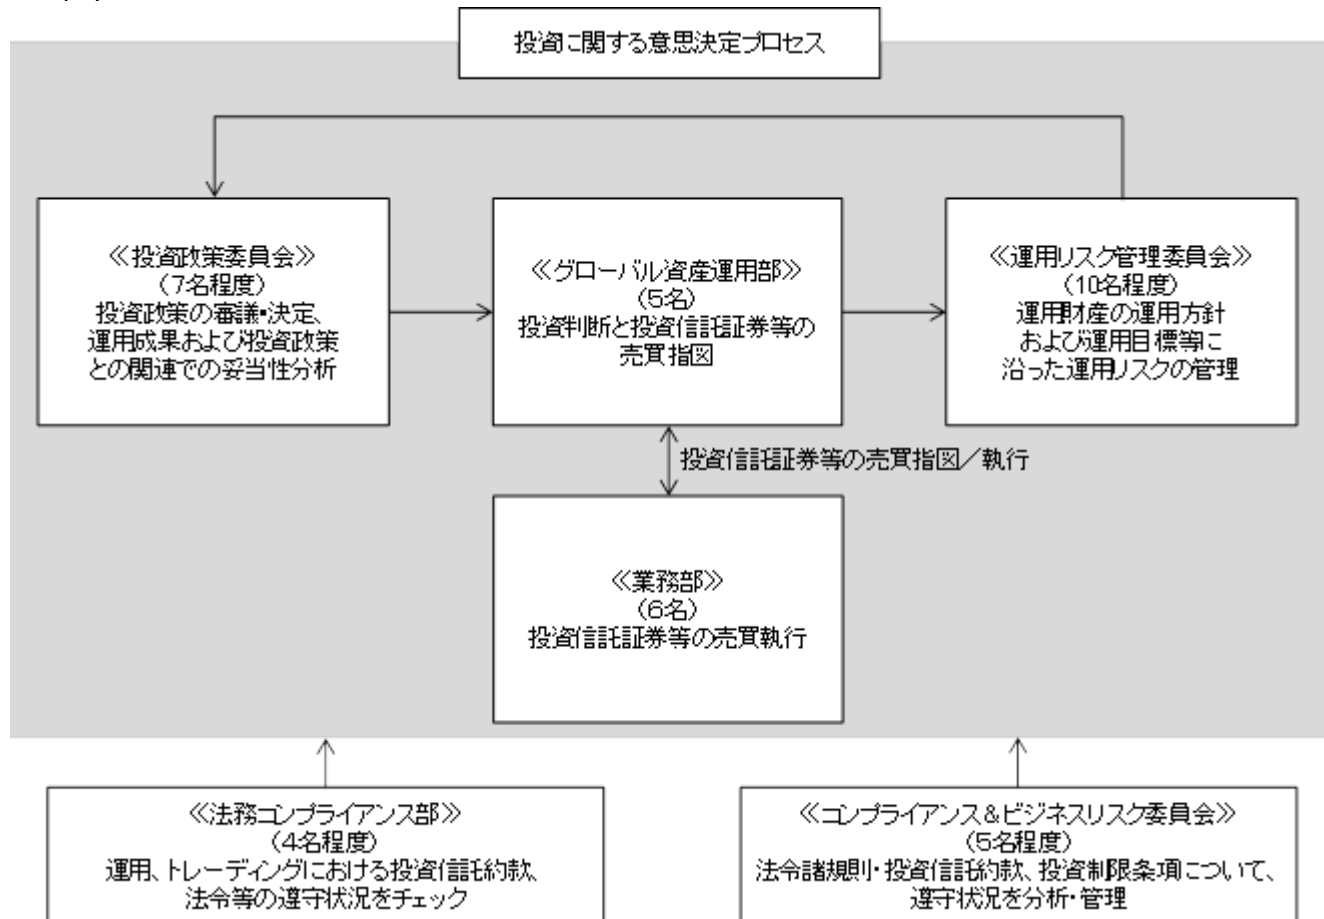 投資に関する意思決定プロセス
≪投資政策委員会≫
(7名程度)
投資政策の審議・決定、
運用成果および投資政策
との関連での妥当性分析
≪グローバル資産運用部≫
(5名)
投資判断と投資信託証券等の
売買指図
≪運用リスク管理委員会≫
(10名程度)
運用財産の運用方針
および運用目標等に
沿った運用リスクの管理
投資信託証券等の売買指図/執行
≪業務部≫
(6名)
投資信託証券等の売買執行
≪法務コンプライアンス部≫
(4名程度)
運用、トレーディングにおける投資信託約款、
法令等の遵守状況をチェック
≪コンプライアンス&ビジネスリスク委員会≫
(5名程度)
法令諸規則・投資信託約款、投資制限条項について、
遵守状況を分析・管理